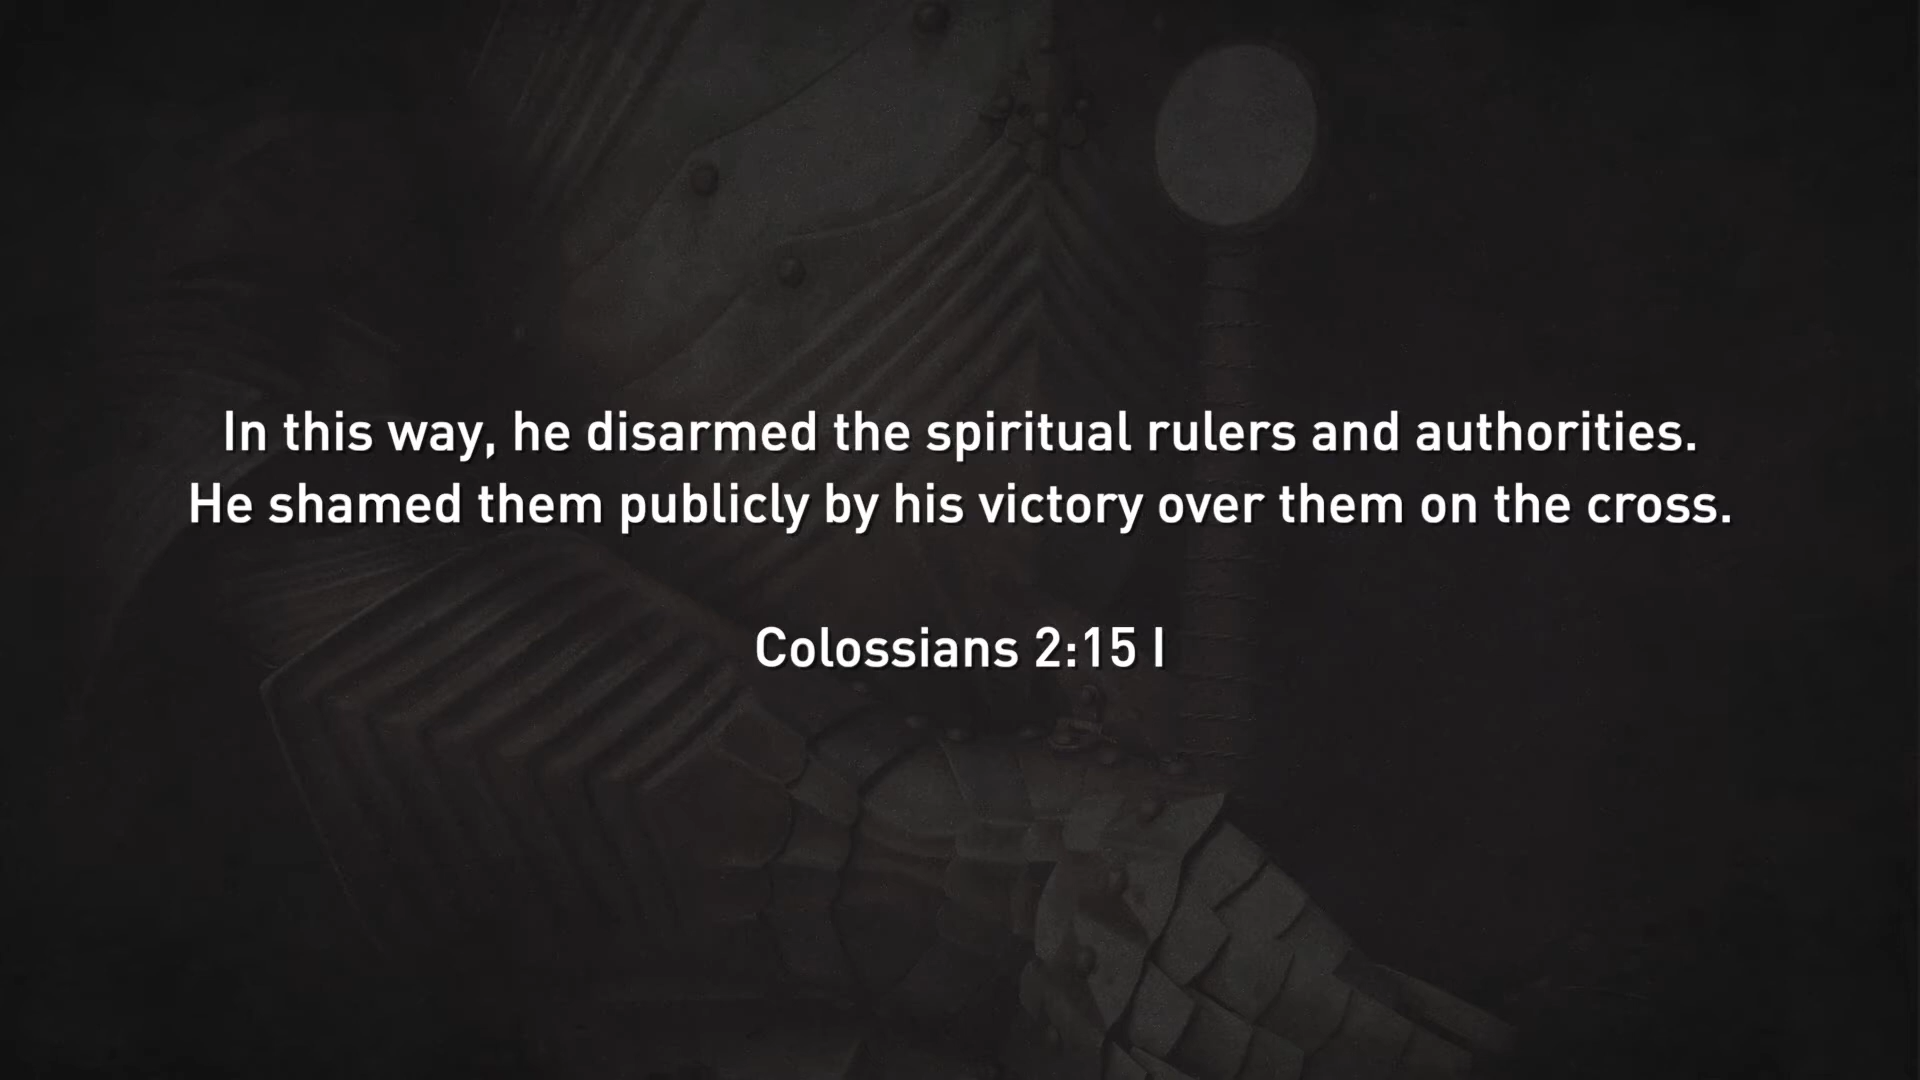 In this way, he disarmed the spiritual rulers and authorities.
He shamed them publicly by his victory over them on the cross.
Colossians 2:15 I